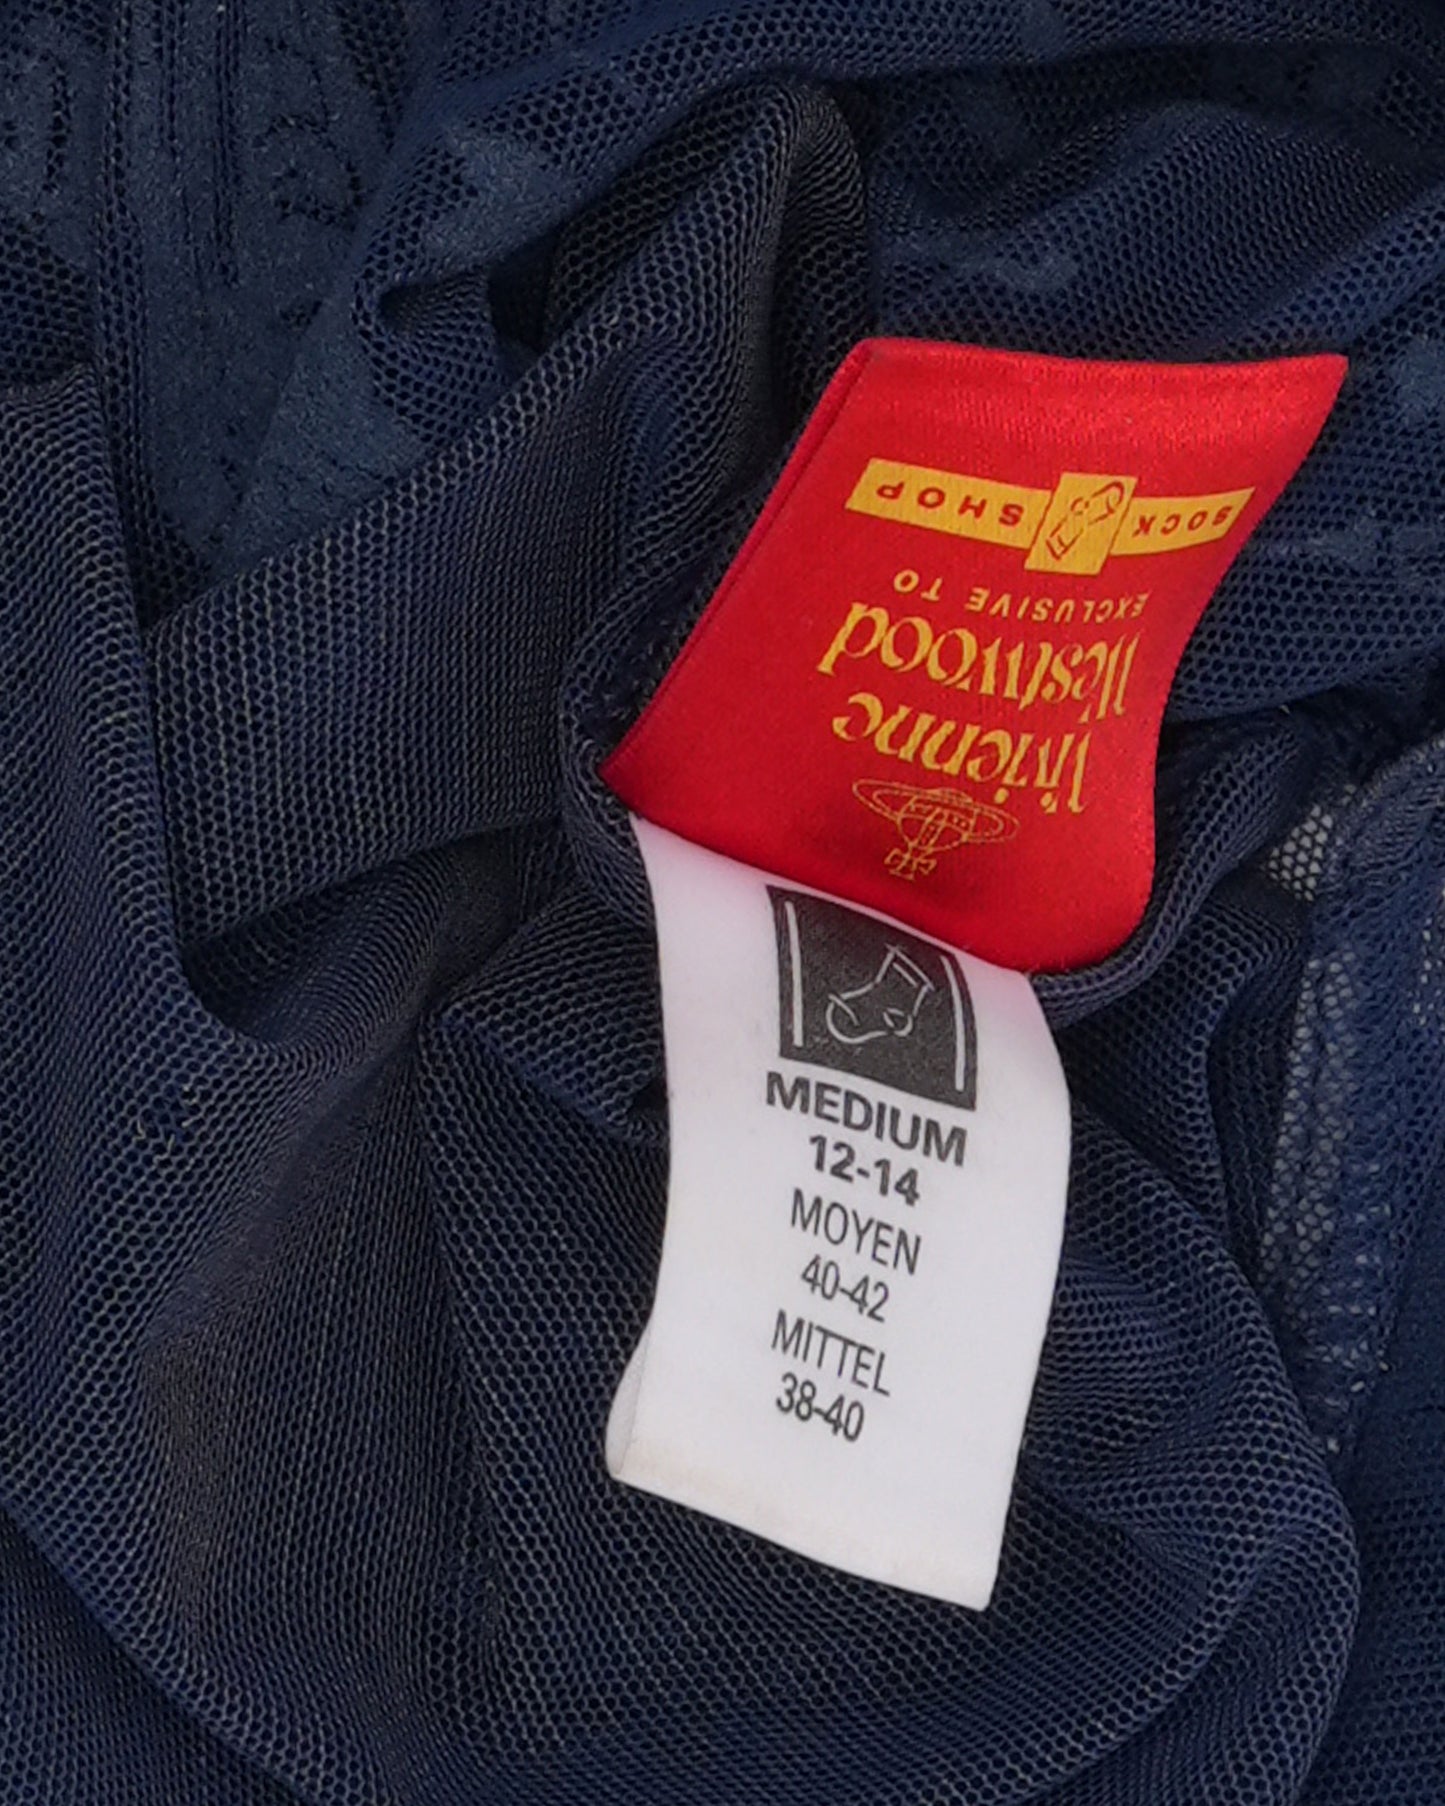 Vivienne
Westwood
EXCLUSIVE TO
SOCK SHOP
MEDIUM
12-14
MOYEN
40-42
MITTEL
38-40